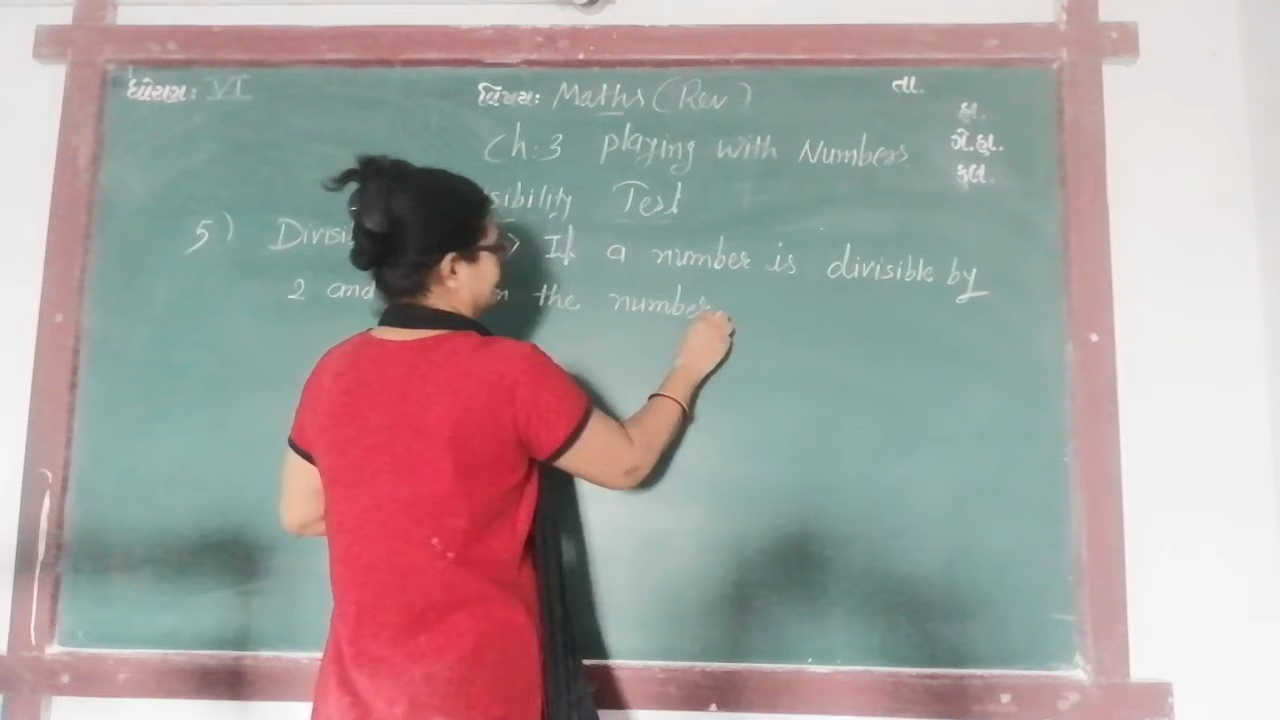 ધોરણ: VI વિષય: Maths (Rev) તા.
કા.
Ch:3 Playing with Numbers ગે.હા.
કુલ.
sibility Test
5) Divisi If a number is divisible by
2 and the number